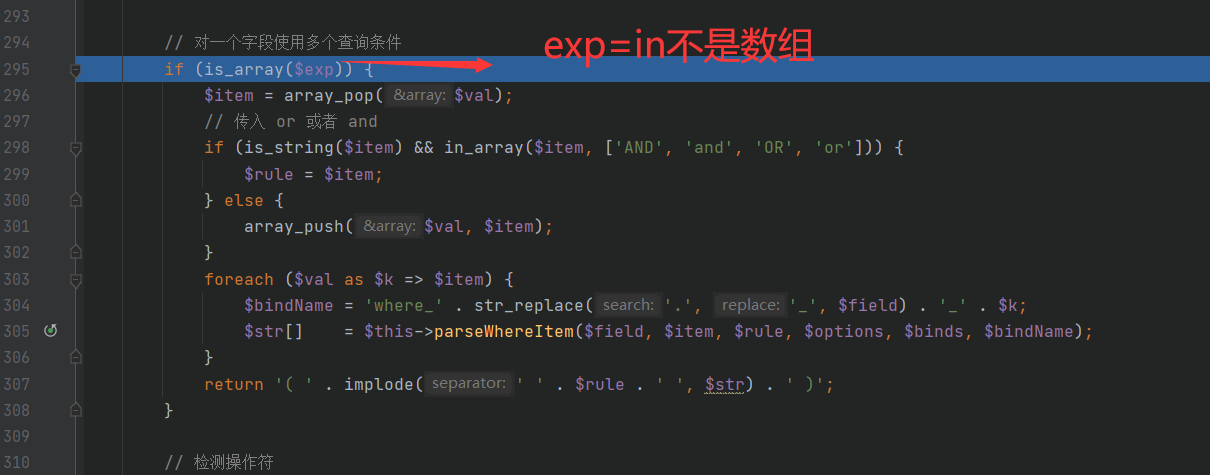 293
294 // 对一个字段使用多个查询条件
exp=in不是数组
295 if (is_array($exp)) {
296 $item = array_pop( &array: $val);
297 // 传入 or 或者 and
298 if (is_string($item) && in_array($item, ['AND', 'and', 'OR', 'or'])) {
299 $rule = $item;
300 } else {
301 array_push( &array: $val, $item);
302 }
303 foreach ($val as $k => $item) {
304 $bindName = 'where_' . str_replace( search: '.', replace: '_', $field) . '_' . $k;
305 $str[] = $this->parseWhereItem($field, $item, $rule, $options, $binds, $bindName);
306 }
307 return '( ' . implode( separator: ' ' . $rule . ' ', $str) . ' )';
308 }
309
310 // 检测操作符